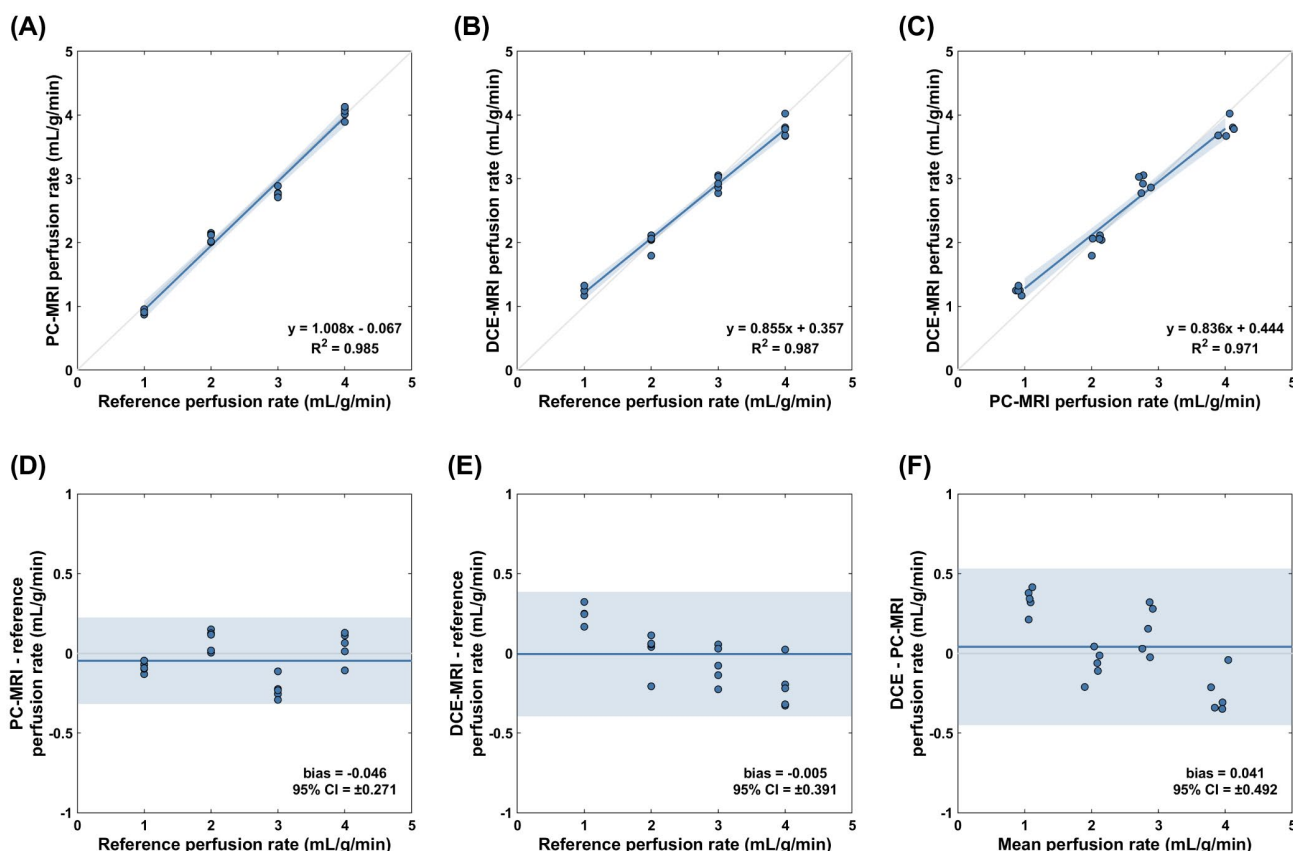 (A)
5
4
3
2
1
0
0
1
2
3
4
5
PC-MRI perfusion rate (mL/g/min)
Reference perfusion rate (mL/g/min)
y = 1.008x - 0.067
R² = 0.985
(B)
5
4
3
2
1
0
0
1
2
3
4
5
DCE-MRI perfusion rate (mL/g/min)
Reference perfusion rate (mL/g/min)
y = 0.855x + 0.357
R² = 0.987
(C)
5
4
3
2
1
0
0
1
2
3
4
5
DCE-MRI perfusion rate (mL/g/min)
PC-MRI perfusion rate (mL/g/min)
y = 0.836x + 0.444
R² = 0.971
(D)
1
0.5
0
-0.5
-1
0
1
2
3
4
5
PC-MRI - reference
perfusion rate (mL/g/min)
Reference perfusion rate (mL/g/min)
bias = -0.046
95% CI = ±0.271
(E)
1
0.5
0
-0.5
-1
0
1
2
3
4
5
DCE-MRI - reference
perfusion rate (mL/g/min)
Reference perfusion rate (mL/g/min)
bias = -0.005
95% CI = ±0.391
(F)
1
0.5
0
-0.5
-1
0
1
2
3
4
5
DCE - PC-MRI
perfusion rate (mL/g/min)
Mean perfusion rate (mL/g/min)
bias = 0.041
95% CI = ±0.492